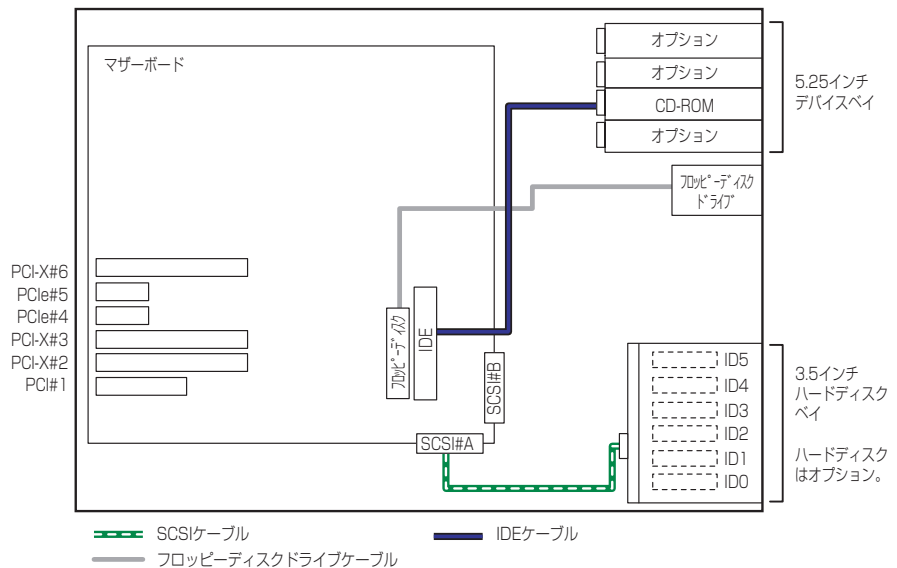 マザーボード
オプション
オプション
CD-ROM
オプション
5.25インチ
デバイスベイ
フロッピーディスク
ドライブ
PCI-X#6
PCIe#5
PCIe#4
PCI-X#3
PCI-X#2
PCI#1
フロッピーディスク
IDE
SCSI#B
SCSI#A
ID5
ID4
ID3
ID2
ID1
ID0
3.5インチ
ハードディスク
ベイ
ハードディスク
はオプション。
SCSIケーブル
IDEケーブル
フロッピーディスクドライブケーブル